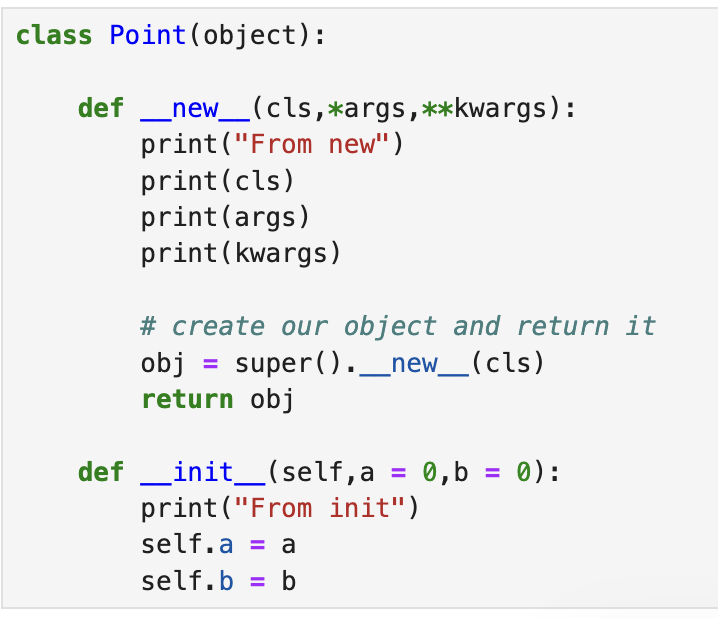 class Point(object):
    def __new__(cls,*args,**kwargs):
        print("From new")
        print(cls)
        print(args)
        print(kwargs)
        # create our object and return it
        obj = super().__new__(cls)
        return obj
    def __init__(self,a = 0,b = 0):
        print("From init")
        self.a = a
        self.b = b